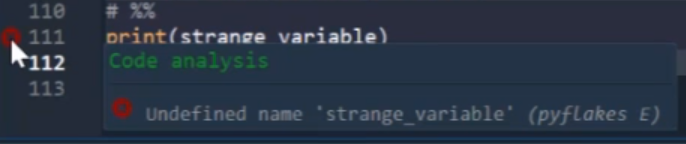 110 # %%
111 print(strange_variable)
112 Code analysis
113
Undefined name 'strange_variable' (pyflakes E)